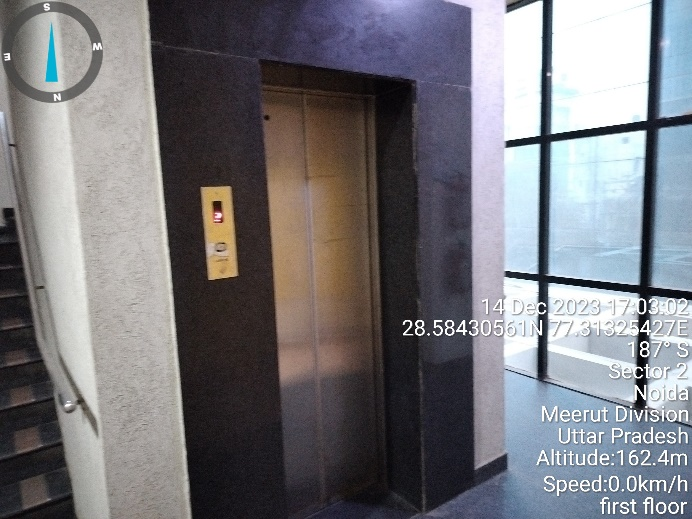 S
W
E
N
14 Dec 2023 17:03:02
28.58430561N 77.31325427E
187° S
Sector 2
Noida
Meerut Division
Uttar Pradesh
Altitude:162.4m
Speed:0.0km/h
first floor